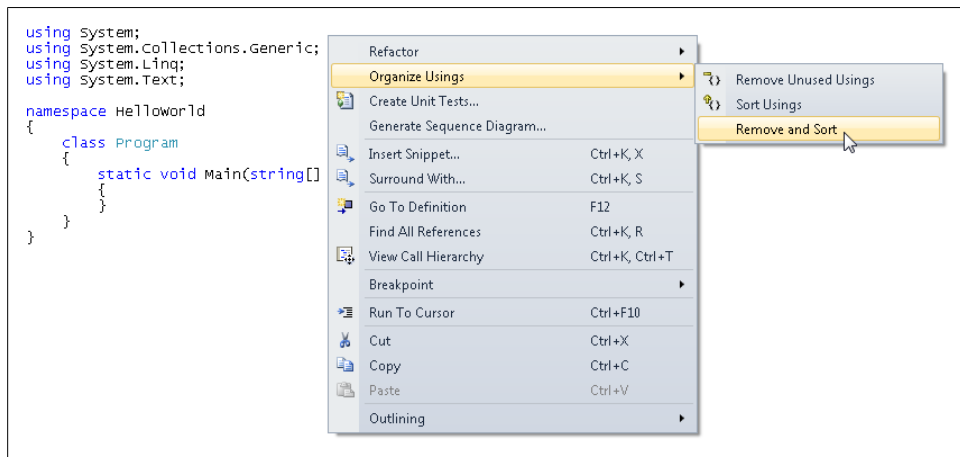 using System;
using System.Collections.Generic;
using System.Linq;
using System.Text;
namespace HelloWorld
{
class Program
{
static void Main(string[]
{
}
}
}
Refactor
Organize Usings
Create Unit Tests...
Generate Sequence Diagram...
Insert Snippet... Ctrl+K, X
Surround With... Ctrl+K, S
Go To Definition F12
Find All References Ctrl+K, R
View Call Hierarchy Ctrl+K, Ctrl+T
Breakpoint
Run To Cursor Ctrl+F10
Cut Ctrl+X
Copy Ctrl+C
Paste Ctrl+V
Outlining
Remove Unused Usings
Sort Usings
Remove and Sort